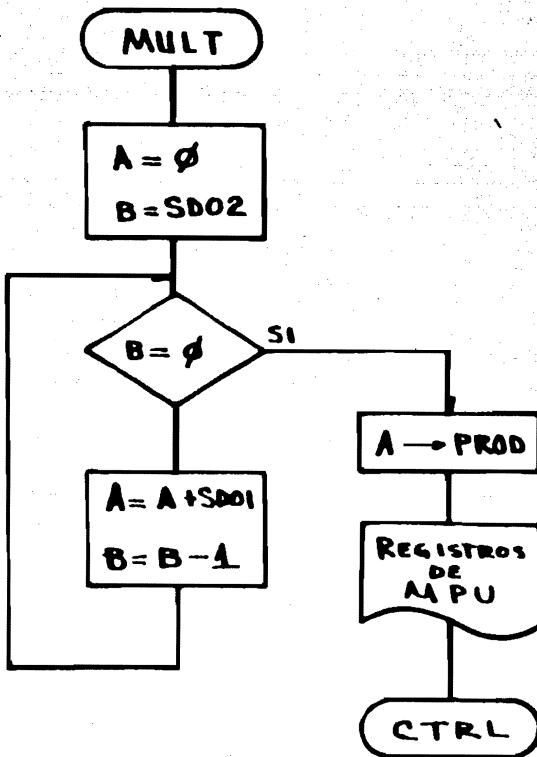 MULT
A = Ø
B = SDO2
B = Ø
SI
A = A + SDO1
B = B - 1
A → PROD
REGISTROS
DE
MPU
CTRL